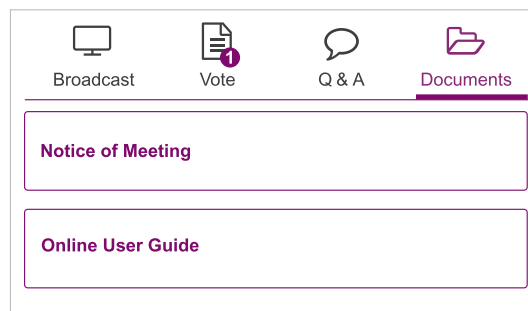 1
Broadcast Vote Q & A Documents
Notice of Meeting
Online User Guide